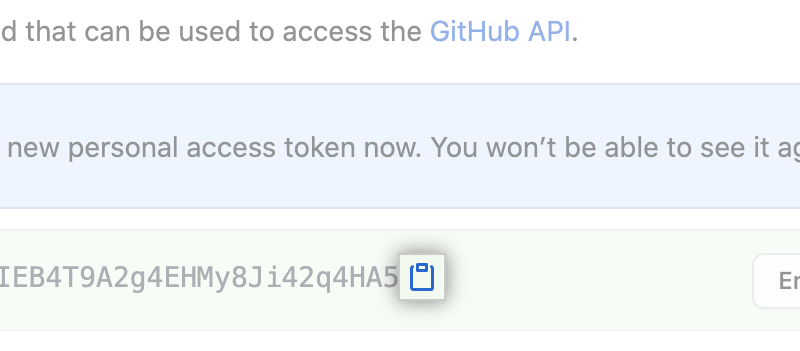 d that can be used to access the GitHub API.
new personal access token now. You won’t be able to see it ag
IEB4T9A2g4EHMy8Ji42q4HA5
En